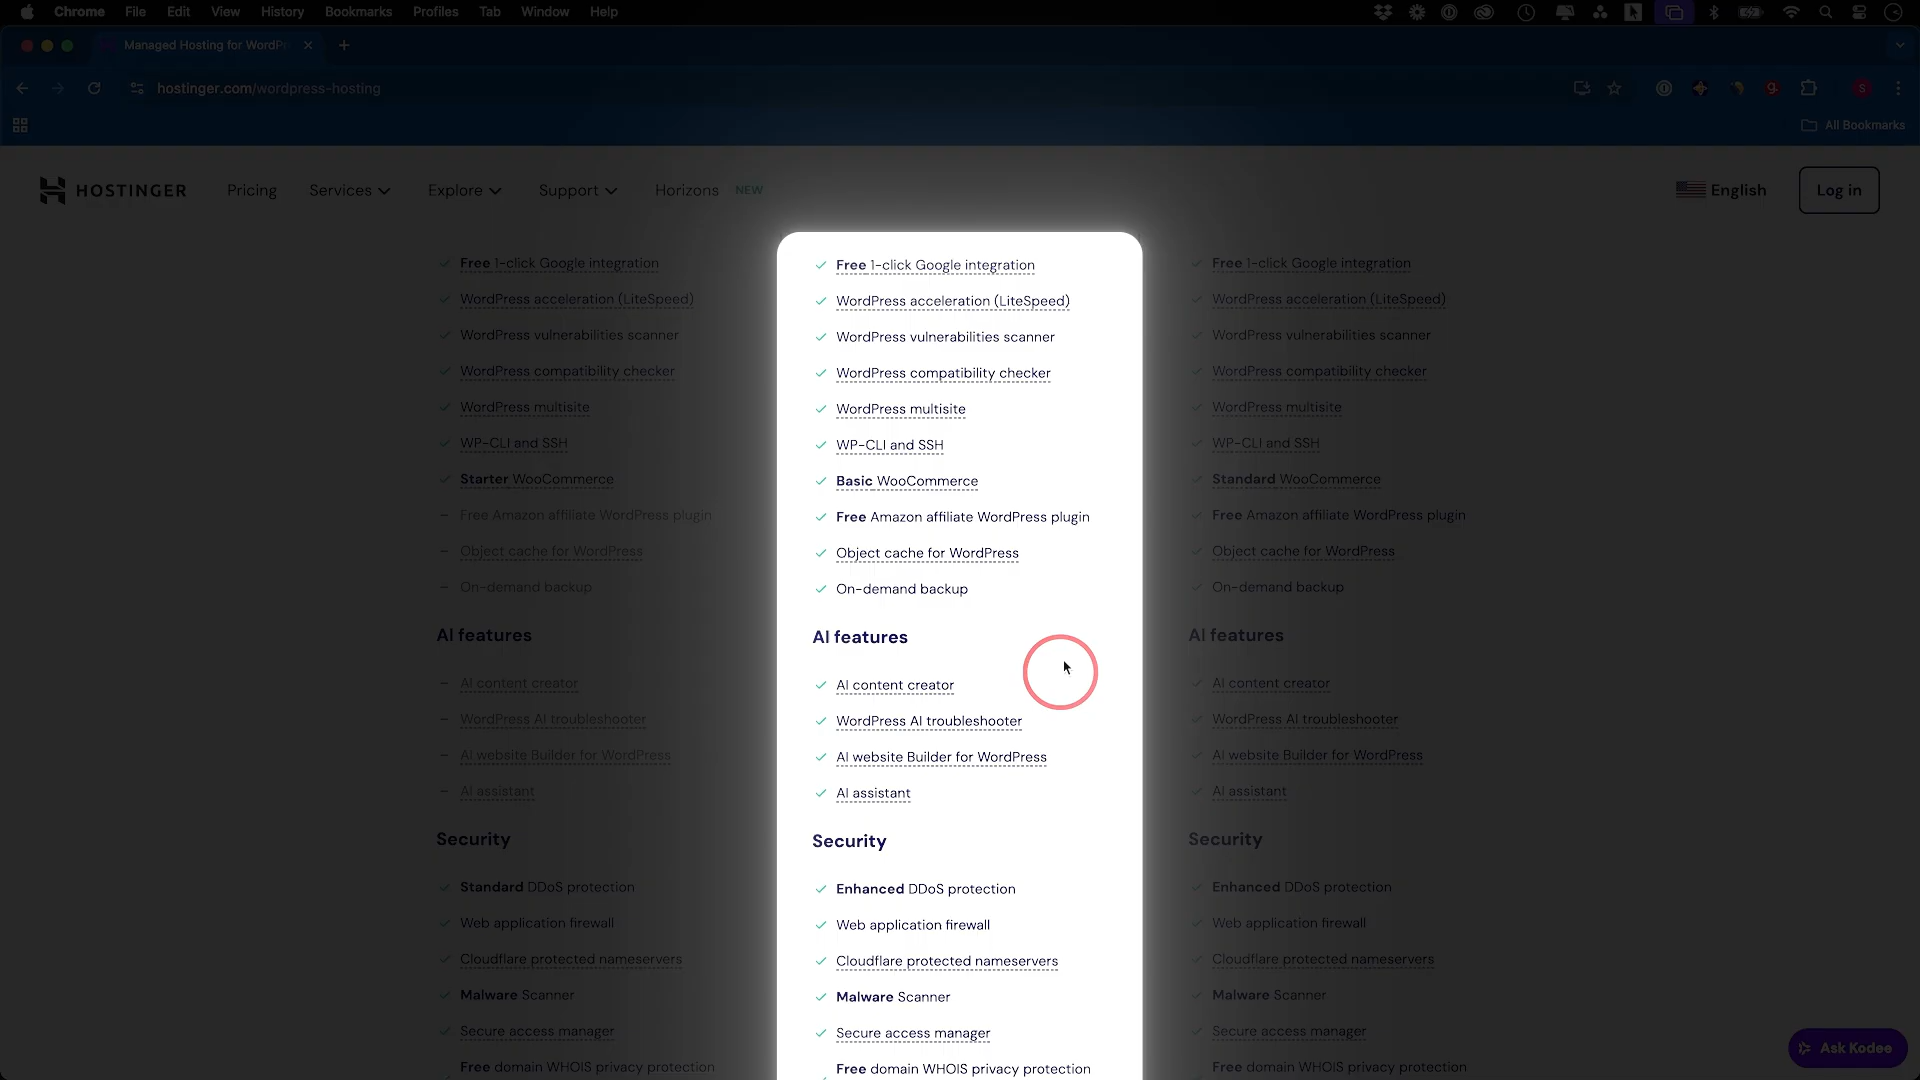 Chrome File Edit View History Bookmarks Profiles Tab Window Help
Managed Hosting for WordPr
hostinger.com/wordpress-hosting
All Bookmarks
HOSTINGER Pricing Services Explore Support Horizons NEW English Log in
Free 1-click Google integration
WordPress acceleration (LiteSpeed)
WordPress vulnerabilities scanner
WordPress compatibility checker
WordPress multisite
WP-CLI and SSH
Starter WooCommerce
Free Amazon affiliate WordPress plugin
Object cache for WordPress
On-demand backup
AI features
AI content creator
WordPress AI troubleshooter
AI website Builder for WordPress
AI assistant
Security
Standard DDoS protection
Web application firewall
Cloudflare protected nameservers
Malware Scanner
Secure access manager
Free domain WHOIS privacy protection
Free 1-click Google integration
WordPress acceleration (LiteSpeed)
WordPress vulnerabilities scanner
WordPress compatibility checker
WordPress multisite
WP-CLI and SSH
Basic WooCommerce
Free Amazon affiliate WordPress plugin
Object cache for WordPress
On-demand backup
AI features
AI content creator
WordPress AI troubleshooter
AI website Builder for WordPress
AI assistant
Security
Enhanced DDoS protection
Web application firewall
Cloudflare protected nameservers
Malware Scanner
Secure access manager
Free domain WHOIS privacy protection
Free 1-click Google integration
WordPress acceleration (LiteSpeed)
WordPress vulnerabilities scanner
WordPress compatibility checker
WordPress multisite
WP-CLI and SSH
Standard WooCommerce
Free Amazon affiliate WordPress plugin
Object cache for WordPress
On-demand backup
AI features
AI content creator
WordPress AI troubleshooter
AI website Builder for WordPress
AI assistant
Security
Enhanced DDoS protection
Web application firewall
Cloudflare protected nameservers
Malware Scanner
Secure access manager
Free domain WHOIS privacy protection
Ask Kodee